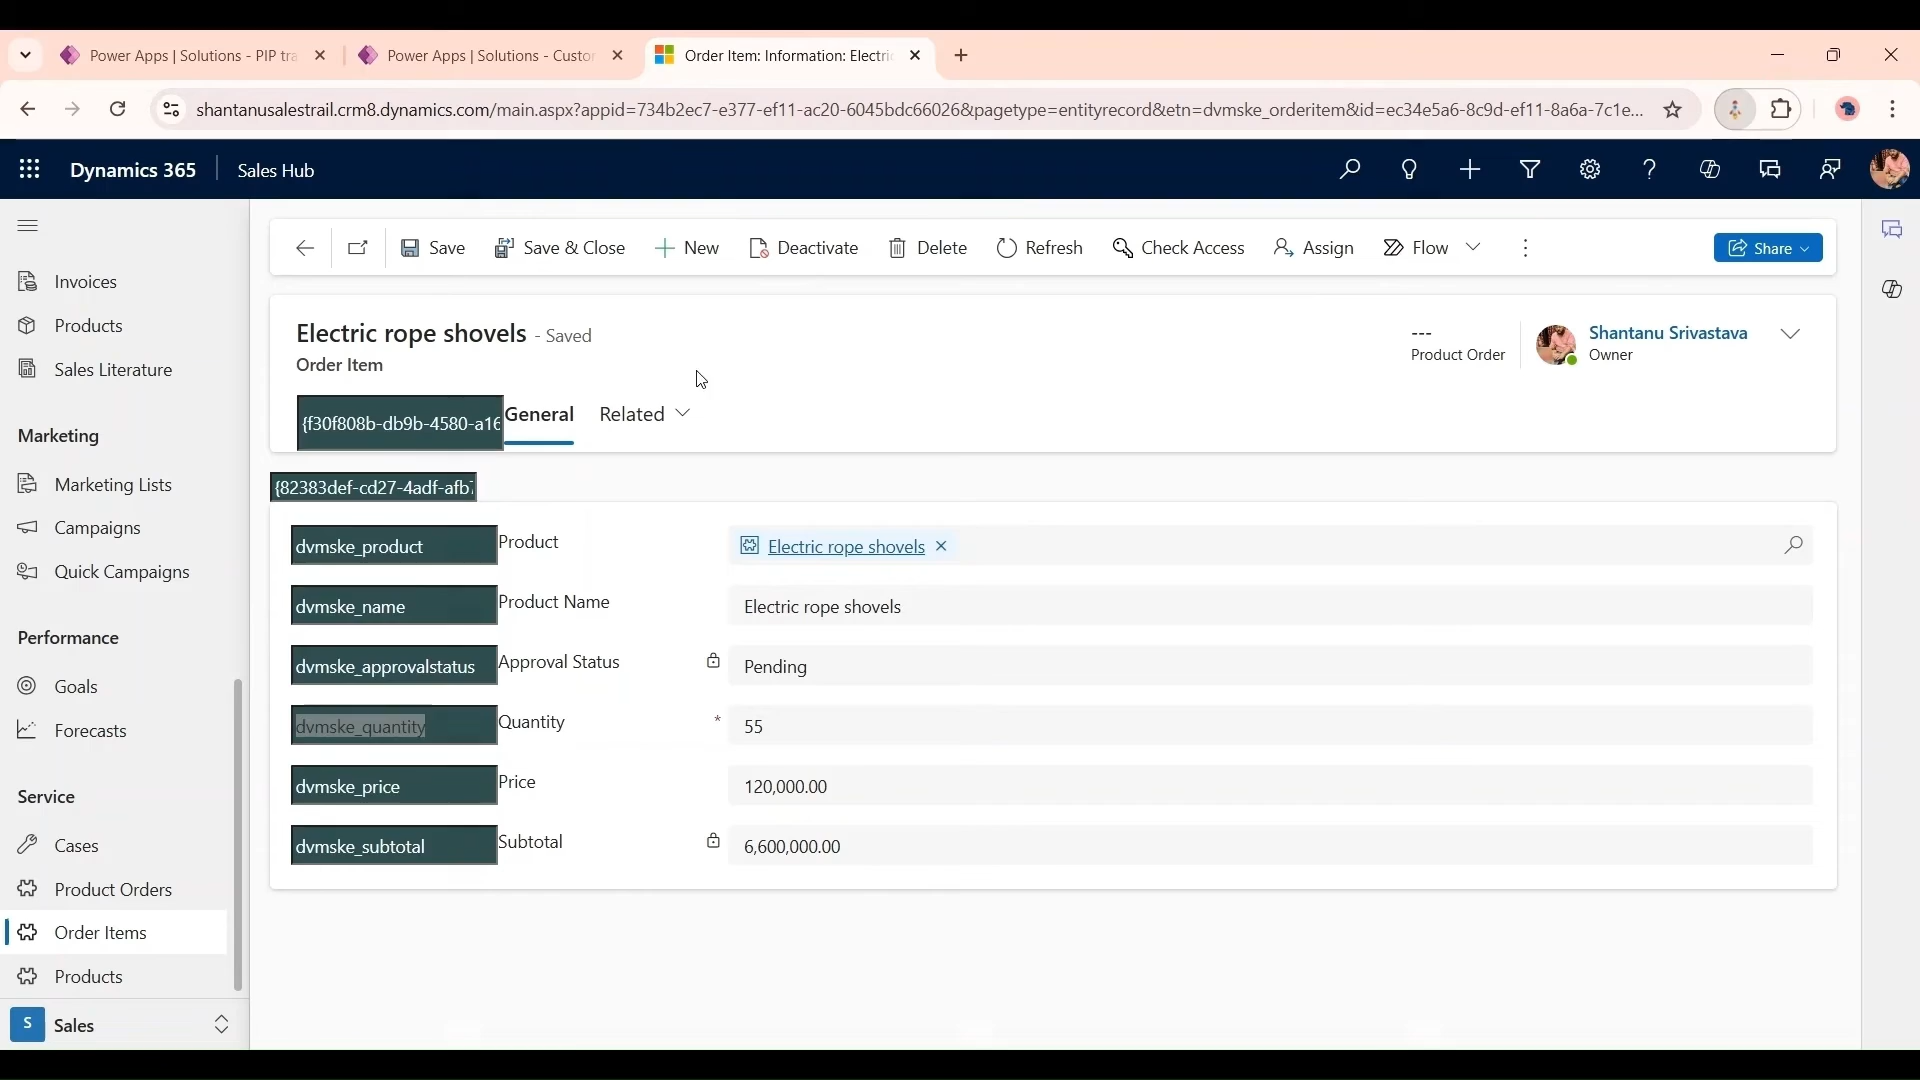 Power Apps | Solutions - PIP tra
Power Apps | Solutions - Custo
Order Item: Information: Electric
shantanusalestrail.crm8.dynamics.com/main.aspx?appid=734b2ec7-e377-ef11-ac20-6045bdc66026&pagetype=entityrecord&etn=dvmske_orderitem&id=ec34e5a6-8c9d-ef11-8a6a-7c1e...
Dynamics 365
Sales Hub
Save
Save & Close
New
Deactivate
Delete
Refresh
Check Access
Assign
Flow
Share
Invoices
Products
Sales Literature
Marketing
Marketing Lists
Campaigns
Quick Campaigns
Performance
Goals
Forecasts
Service
Cases
Product Orders
Order Items
Products
S
Sales
Electric rope shovels - Saved
Order Item
---
Product Order
Shantanu Srivastava
Owner
{f30f808b-db9b-4580-a16
General
Related
{82383def-cd27-4adf-afb7
dvmske_product Product Electric rope shovels
dvmske_name Product Name Electric rope shovels
dvmske_approvalstatus Approval Status Pending
dvmske_quantity Quantity * 55
dvmske_price Price 120,000.00
dvmske_subtotal Subtotal 6,600,000.00